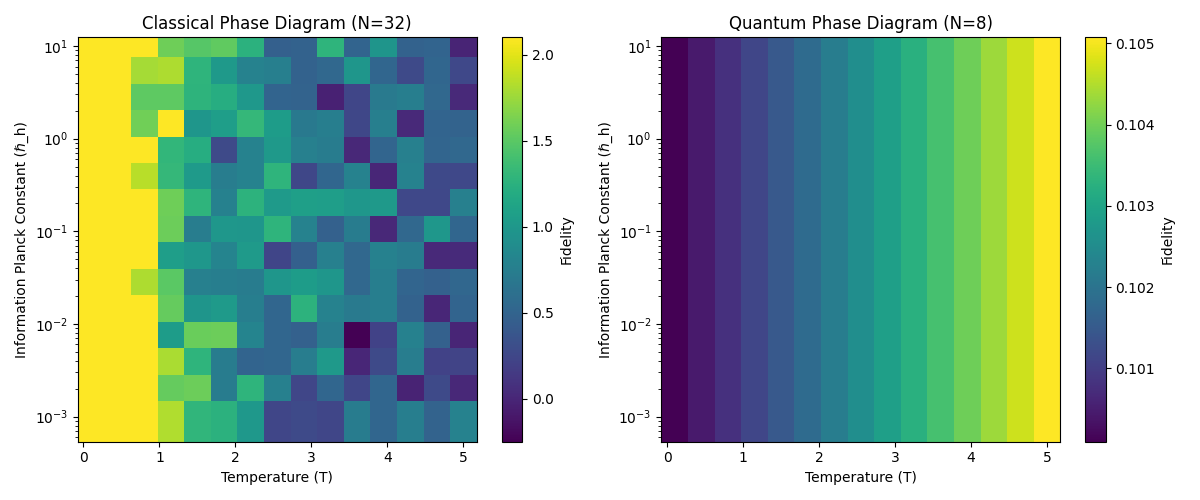 Classical Phase Diagram (N=32)
Information Planck Constant (ℏ_h)
10¹
10⁰
10⁻¹
10⁻²
10⁻³
0 1 2 3 4 5
Temperature (T)
2.0
1.5
1.0
0.5
0.0
Fidelity
Quantum Phase Diagram (N=8)
Information Planck Constant (ℏ_h)
10¹
10⁰
10⁻¹
10⁻²
10⁻³
0 1 2 3 4 5
Temperature (T)
0.105
0.104
0.103
0.102
0.101
Fidelity